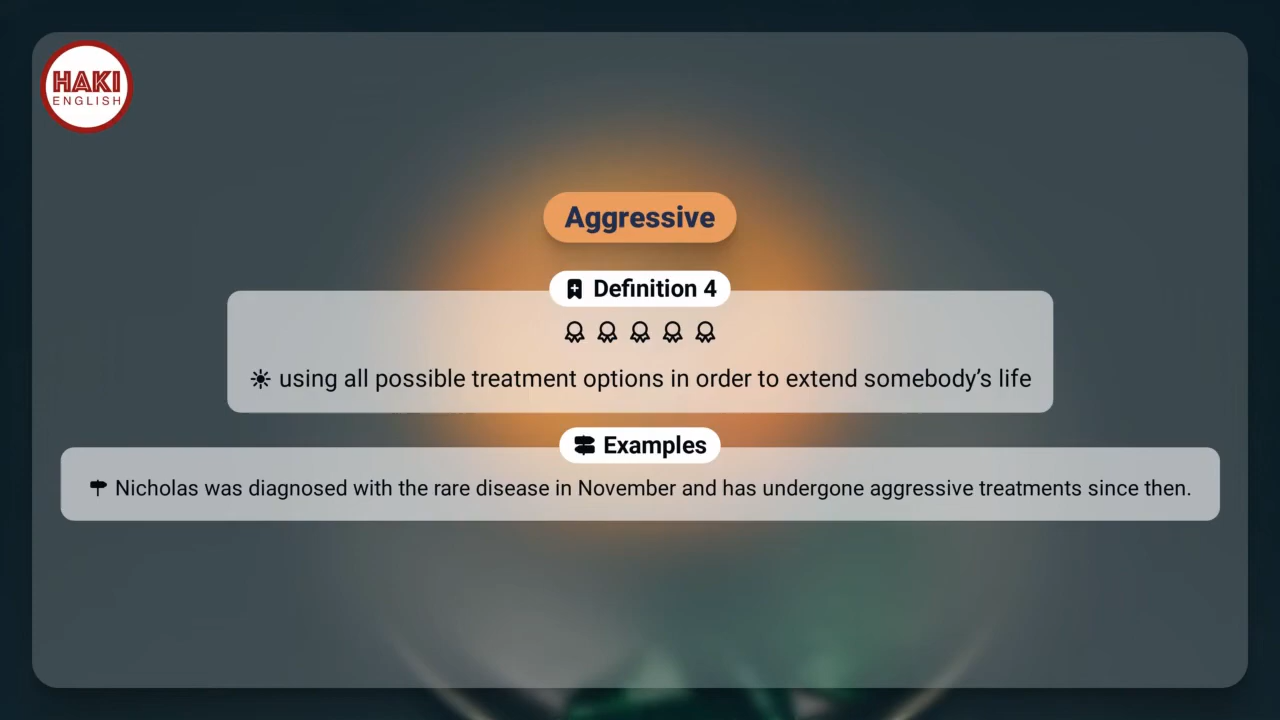 HAKI
ENGLISH
Aggressive
Definition 4
using all possible treatment options in order to extend somebody’s life
Examples
Nicholas was diagnosed with the rare disease in November and has undergone aggressive treatments since then.